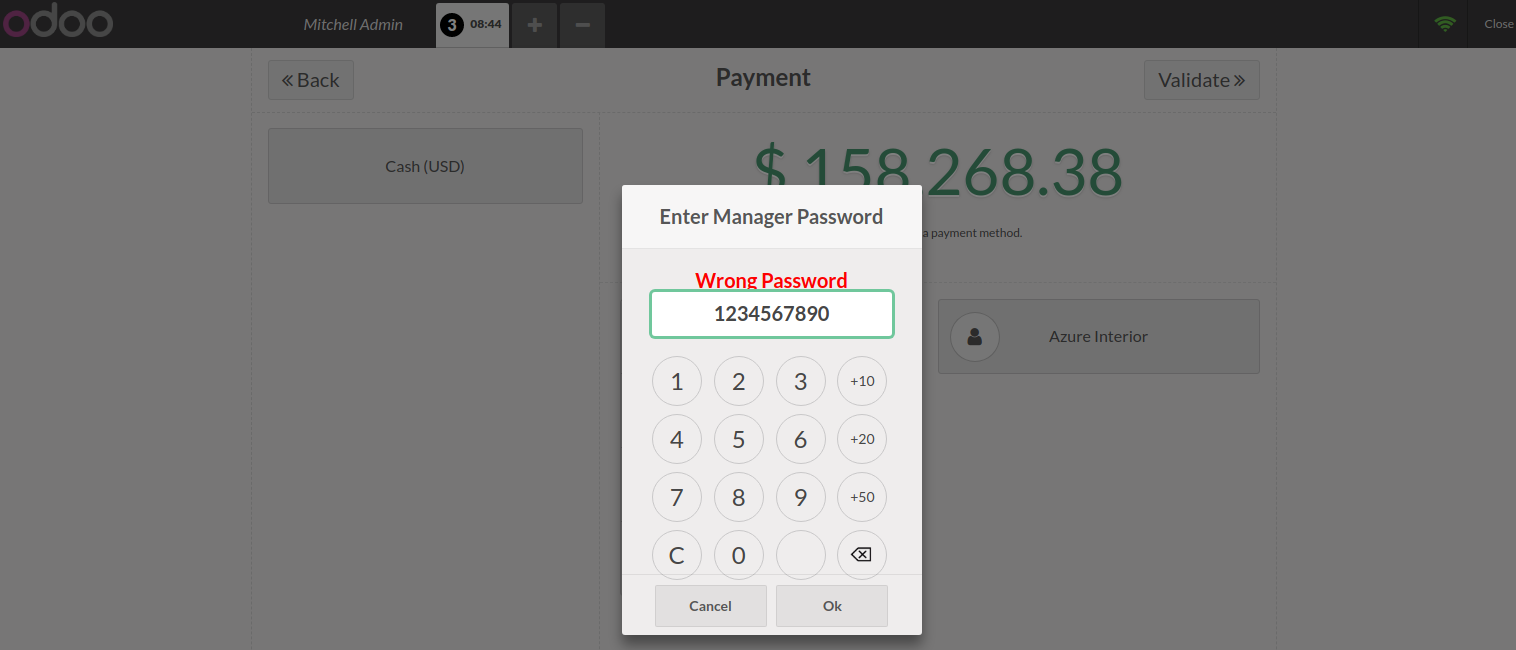 odoo
Mitchell Admin
3 08:44
+
−
Close
Back
Payment
Validate
Cash (USD)
$ 158 268.38
a payment method.
Azure Interior
Enter Manager Password
Wrong Password
1234567890
1 2 3 +10
4 5 6 +20
7 8 9 +50
C 0
Cancel Ok